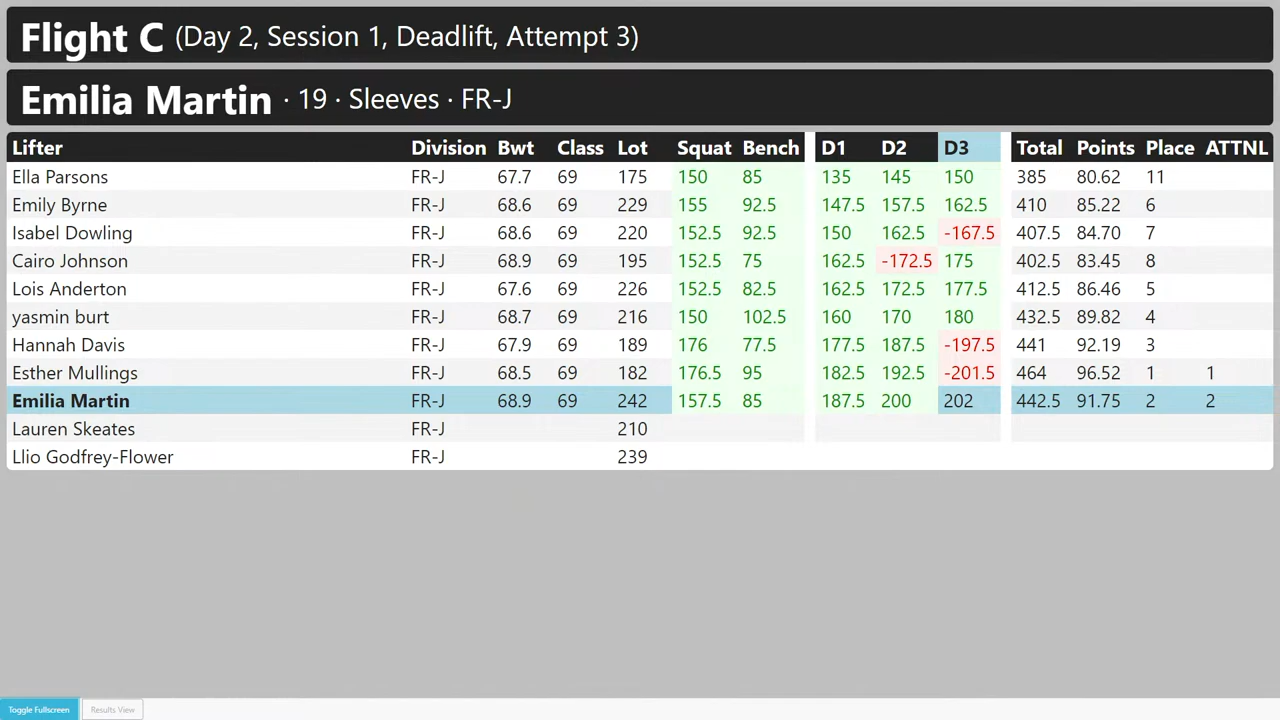 Flight C (Day 2, Session 1, Deadlift, Attempt 3)
Emilia Martin · 19 · Sleeves · FR-J
Lifter Division Bwt Class Lot Squat Bench D1 D2 D3 Total Points Place ATTNL
Ella Parsons FR-J 67.7 69 175 150 85 135 145 150 385 80.62 11
Emily Byrne FR-J 68.6 69 229 155 92.5 147.5 157.5 162.5 410 85.22 6
Isabel Dowling FR-J 68.6 69 220 152.5 92.5 150 162.5 -167.5 407.5 84.70 7
Cairo Johnson FR-J 68.9 69 195 152.5 75 162.5 -172.5 175 402.5 83.45 8
Lois Anderton FR-J 67.6 69 226 152.5 82.5 162.5 172.5 177.5 412.5 86.46 5
yasmin burt FR-J 68.7 69 216 150 102.5 160 170 180 432.5 89.82 4
Hannah Davis FR-J 67.9 69 189 176 77.5 177.5 187.5 -197.5 441 92.19 3
Esther Mullings FR-J 68.5 69 182 176.5 95 182.5 192.5 -201.5 464 96.52 1 1
Emilia Martin FR-J 68.9 69 242 157.5 85 187.5 200 202 442.5 91.75 2 2
Lauren Skeates FR-J 210
Llio Godfrey-Flower FR-J 239
Toggle Fullscreen Results View